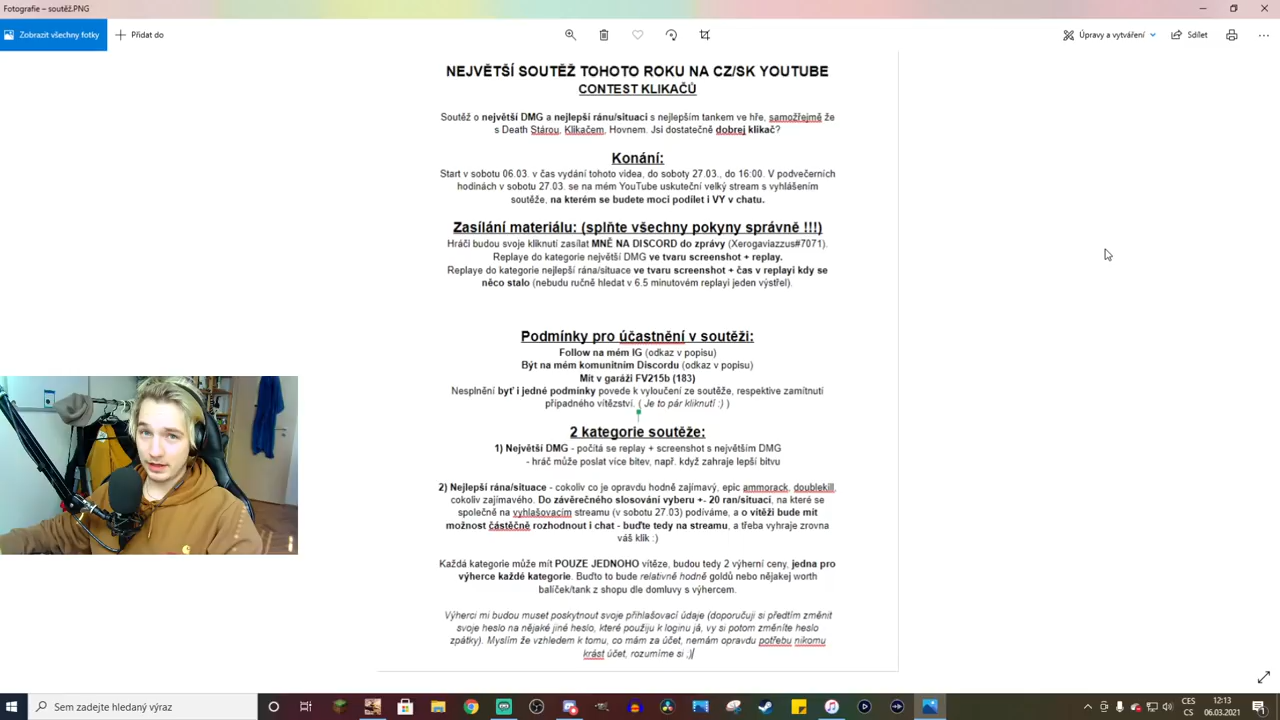 Fotografie – soutěž.PNG
Zobrazit všechny fotky
Přidat do
Úpravy a vytváření
Sdílet
NEJVĚTŠÍ SOUTĚŽ TOHOTO ROKU NA CZ/SK YOUTUBE
CONTEST KLIKAČŮ
Soutěž o největší DMG a nejlepší ránu/situaci s nejlepším tankem ve hře, samožřejmě že
s Death Stárou, Klikačem, Hovnem. Jsi dostatečně dobrej klikač?
Konání:
Start v sobotu 06.03. v čas vydání tohoto videa, do soboty 27.03., do 16:00. V podvečerních
hodinách v sobotu 27.03. se na mém YouTube uskuteční velký stream s vyhlášením
soutěže, na kterém se budete moci podílet i VY v chatu.
Zasílání materiálu: (splňte všechny pokyny správně !!!)
Hráči budou svoje kliknutí zasílat MNĚ NA DISCORD do zprávy (Xerogaviazzus#7071).
Replaye do kategorie největší DMG ve tvaru screenshot + replay.
Replaye do kategorie nejlepší rána/situace ve tvaru screenshot + čas v replayi kdy se
něco stalo (nebudu ručně hledat v 6.5 minutovém replayi jeden výstřel).
Podmínky pro účastnění v soutěži:
Follow na mém IG (odkaz v popisu)
Být na mém komunitním Discordu (odkaz v popisu)
Mít v garáži FV215b (183)
Nesplnění byť i jedné podmínky povede k vyloučení ze soutěže, respektive zamítnutí
případného vítězství. ( Je to pár kliknutí :) )
2 kategorie soutěže:
1) Největší DMG - počítá se replay + screenshot s největším DMG
- hráč může poslat více bitev, např. když zahraje lepší bitvu
2) Nejlepší rána/situace - cokoliv co je opravdu hodně zajímavý, epic ammorack, doublekill,
cokoliv zajímavého. Do závěrečného slosování vyberu +- 20 ran/situací, na které se
společně na vyhlašovacím streamu (v sobotu 27.03) podíváme, a o vítězi bude mít
možnost částěčně rozhodnout i chat - buďte tedy na streamu, a třeba vyhraje zrovna
váš klik :)
Každá kategorie může mít POUZE JEDNOHO vítěze, budou tedy 2 výherní ceny, jedna pro
výherce každé kategorie. Buďto to bude relativně hodně goldů nebo nějakej worth
balíček/tank z shopu dle domluvy s výhercem.
Výherci mi budou muset poskytnout svoje přihlašovací údaje (doporučuji si předtím změnit
svoje heslo na nějaké jiné heslo, které použiju k loginu já, vy si potom změníte heslo
zpátky). Myslím že vzhledem k tomu, co mám za účet, nemám opravdu potřebu nikomu
krást účet, rozumíme si ;)
Sem zadejte hledaný výraz
CES
12:13
06.03.2021